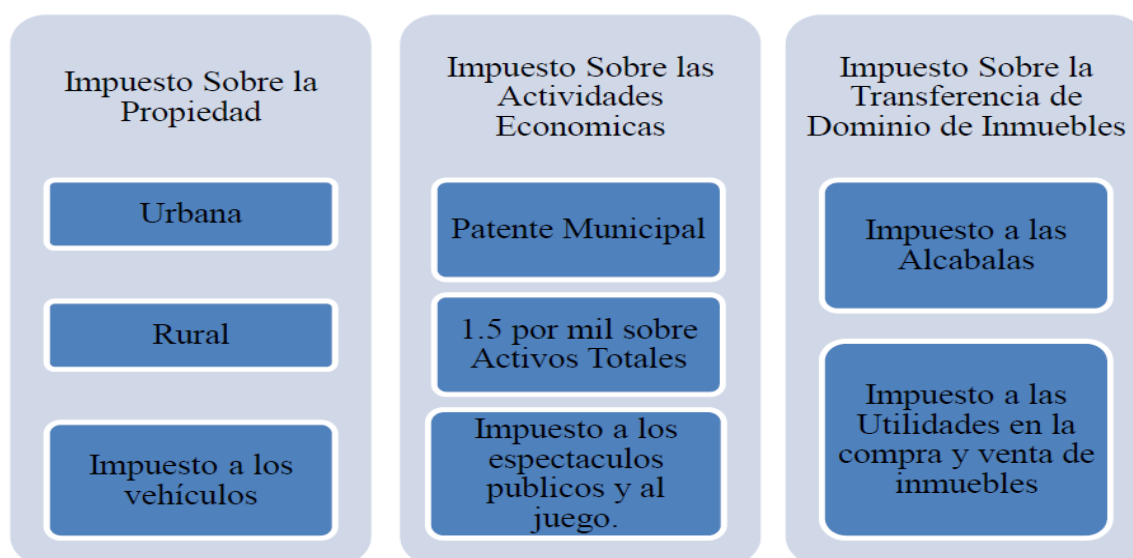 Impuesto Sobre la
Propiedad
Urbana
Rural
Impuesto a los
vehículos
Impuesto Sobre las
Actividades
Economicas
Patente Municipal
1.5 por mil sobre
Activos Totales
Impuesto a los
espectaculos
publicos y al
juego.
Impuesto Sobre la
Transferencia de
Dominio de Inmuebles
Impuesto a las
Alcabalas
Impuesto a las
Utilidades en la
compra y venta de
inmuebles